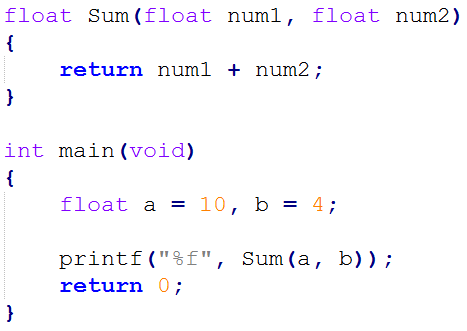 float Sum(float num1, float num2)
{
    return num1 + num2;
}

int main(void)
{
    float a = 10, b = 4;

    printf("%f", Sum(a, b));
    return 0;
}